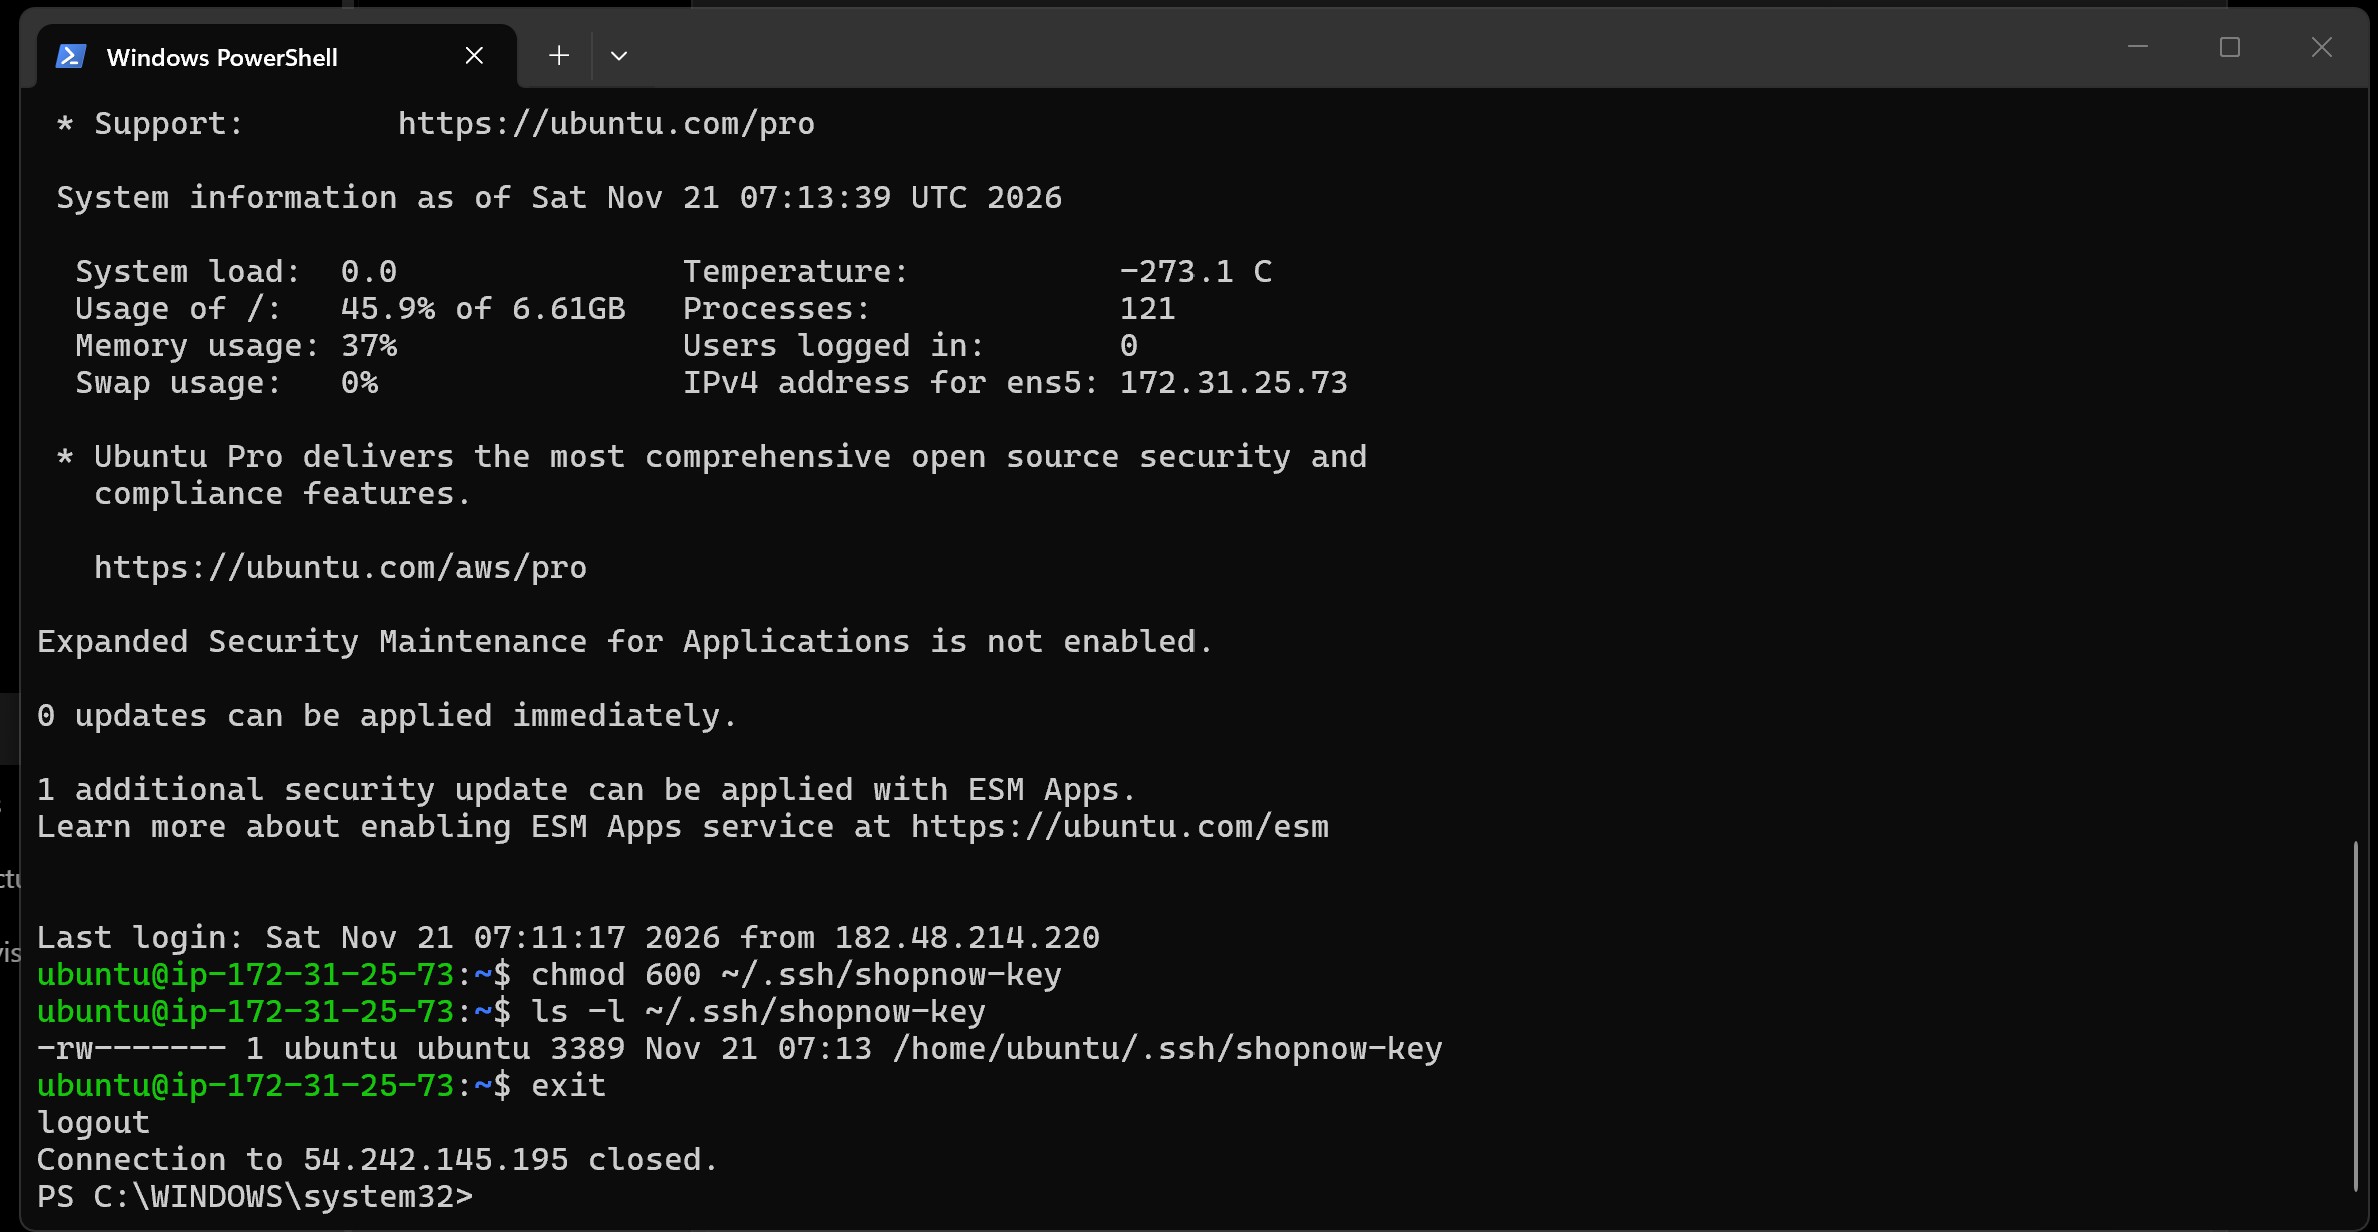 Windows PowerShell
* Support: https://ubuntu.com/pro
System information as of Sat Nov 21 07:13:39 UTC 2026
System load: 0.0 Temperature: -273.1 C
Usage of /: 45.9% of 6.61GB Processes: 121
Memory usage: 37% Users logged in: 0
Swap usage: 0% IPv4 address for ens5: 172.31.25.73
* Ubuntu Pro delivers the most comprehensive open source security and
compliance features.
https://ubuntu.com/aws/pro
Expanded Security Maintenance for Applications is not enabled.
0 updates can be applied immediately.
1 additional security update can be applied with ESM Apps.
Learn more about enabling ESM Apps service at https://ubuntu.com/esm
Last login: Sat Nov 21 07:11:17 2026 from 182.48.214.220
ubuntu@ip-172-31-25-73:~$ chmod 600 ~/.ssh/shopnow-key
ubuntu@ip-172-31-25-73:~$ ls -l ~/.ssh/shopnow-key
-rw------- 1 ubuntu ubuntu 3389 Nov 21 07:13 /home/ubuntu/.ssh/shopnow-key
ubuntu@ip-172-31-25-73:~$ exit
logout
Connection to 54.242.145.195 closed.
PS C:\WINDOWS\system32>